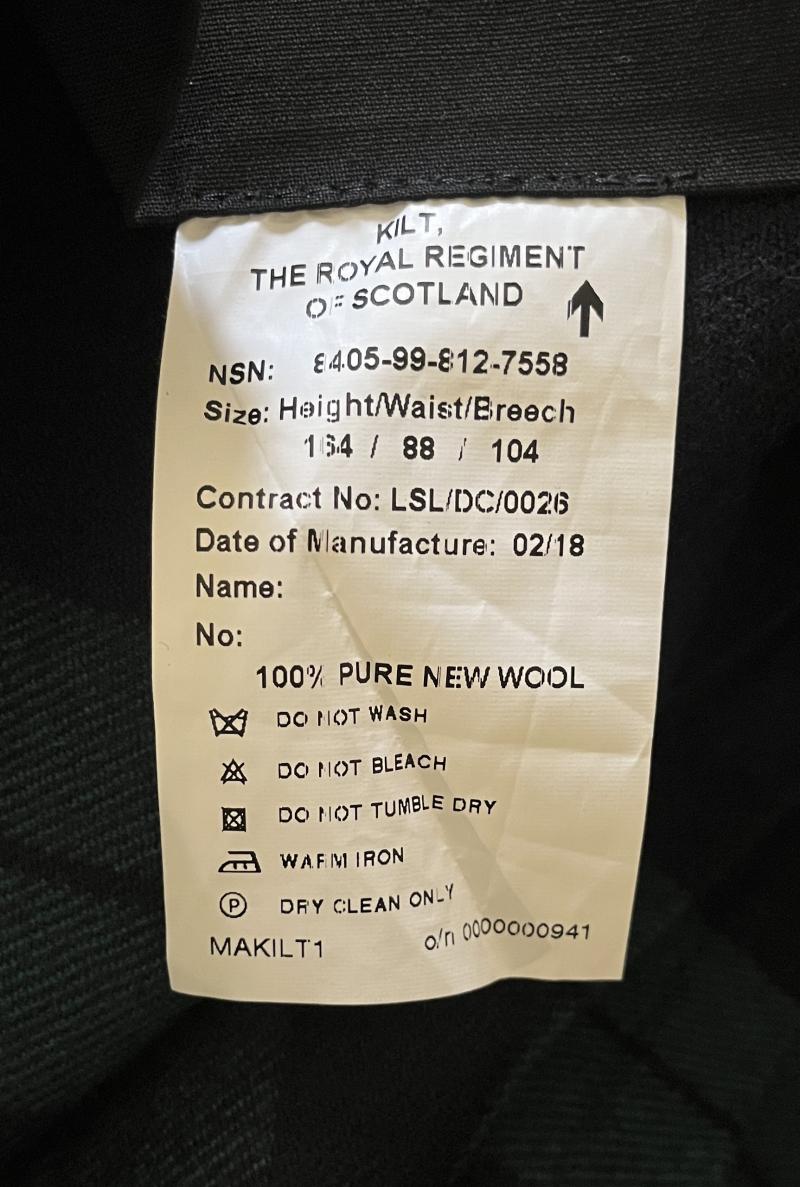 KILT,
THE ROYAL REGIMENT
OF SCOTLAND
NSN: 8405-99-812-7558
Size: Height/Waist/Breech
164 / 88 / 104
Contract No: LSL/DC/0026
Date of Manufacture: 02/18
Name:
No:
100% PURE NEW WOOL
DO NOT WASH
DO NOT BLEACH
DO NOT TUMBLE DRY
WARM IRON
P DRY CLEAN ONLY
MAKILT1 o/n 0000000941